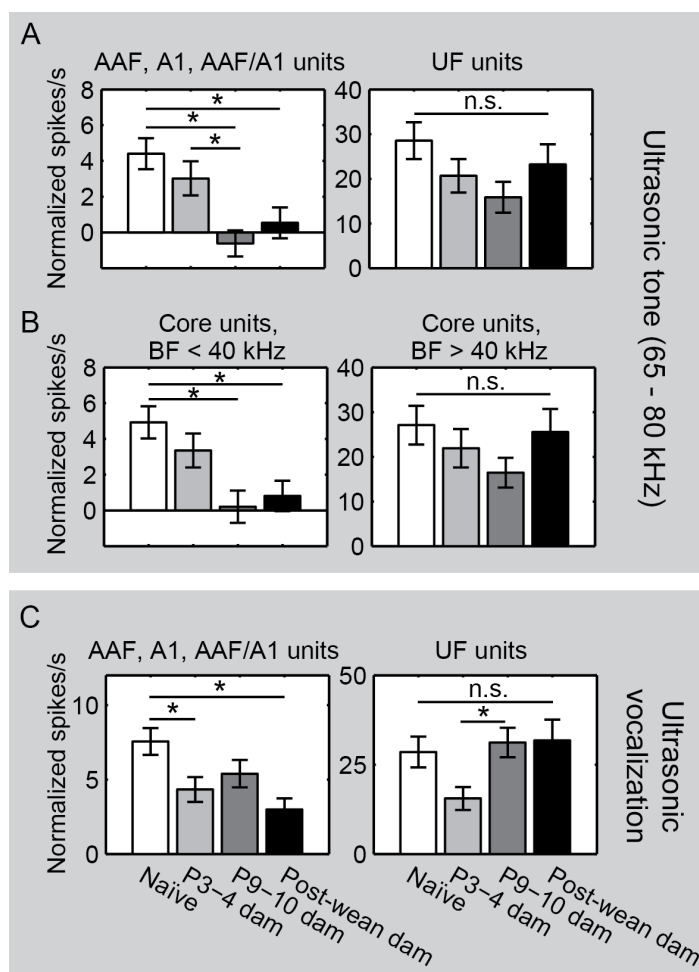 A
AAF, A1, AAF/A1 units
UF units
Normalized spikes/s
8
6
4
2
0
*
*
*
40
30
20
10
0
n.s.
Ultrasonic tone (65 - 80 kHz)
B
Core units,
BF < 40 kHz
Core units,
BF > 40 kHz
Normalized spikes/s
8
6
4
2
0
*
*
40
30
20
10
0
n.s.
C
AAF, A1, AAF/A1 units
UF units
Normalized spikes/s
10
5
0
*
*
50
25
0
n.s.
*
Ultrasonic
vocalization
Naïve
P3–4 dam
P9–10 dam
Post-wean dam
Naïve
P3–4 dam
P9–10 dam
Post-wean dam